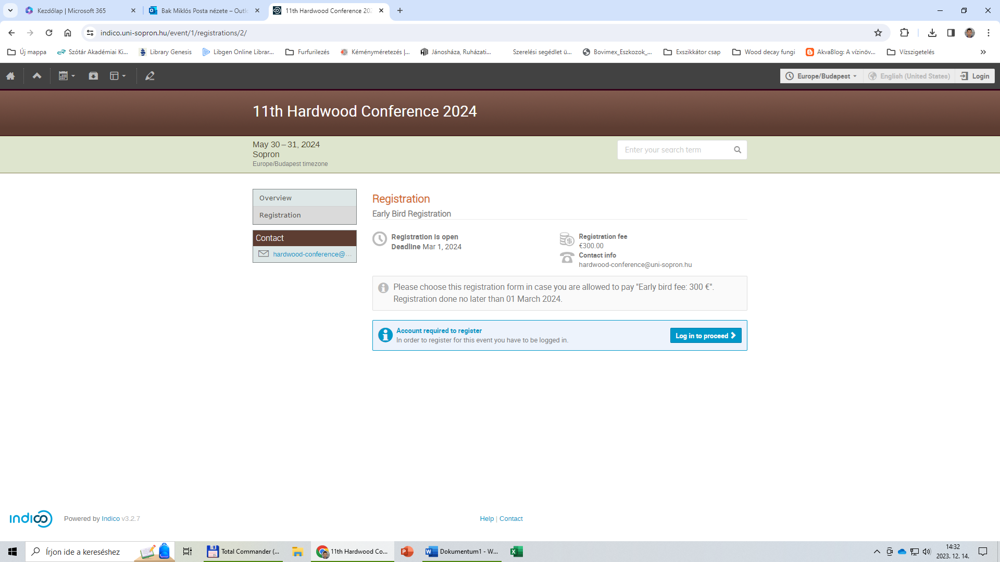 Kezdőlap | Microsoft 365
Bak Miklós Posta nézete – Outlo
11th Hardwood Conference 202
indico.uni-sopron.hu/event/1/registrations/2/
Új mappa
Szótár Akadémiai Ki...
Library Genesis
Libgen Online Librar...
Furfurilezés
Kéményméretezés |...
Jánosháza, Ruházati...
Szerelési segédlet ü...
Bovimex_Eszkozok_...
Exszikkátor csap
Wood decay fungi
AkvaBlog: A vízinöv...
Vízszigetelés
Europe/Budapest
English (United States)
Login
11th Hardwood Conference 2024
May 30 – 31, 2024
Sopron
Europe/Budapest timezone
Enter your search term
Overview
Registration
Contact
hardwood-conference@...
Registration
Early Bird Registration
Registration is open
Deadline Mar 1, 2024
Registration fee
€300.00
Contact info
hardwood-conference@uni-sopron.hu
Please choose this registration form in case you are allowed to pay "Early bird fee: 300 €".
Registration done no later than 01 March 2024.
Account required to register
In order to register for this event you have to be logged in.
Log in to proceed
indico
Powered by Indico v3.2.7
Help | Contact
Írjon ide a kereséshez
Total Commander (...
11th Hardwood Co...
Dokumentum1 - W...
14:32
2023. 12. 14.